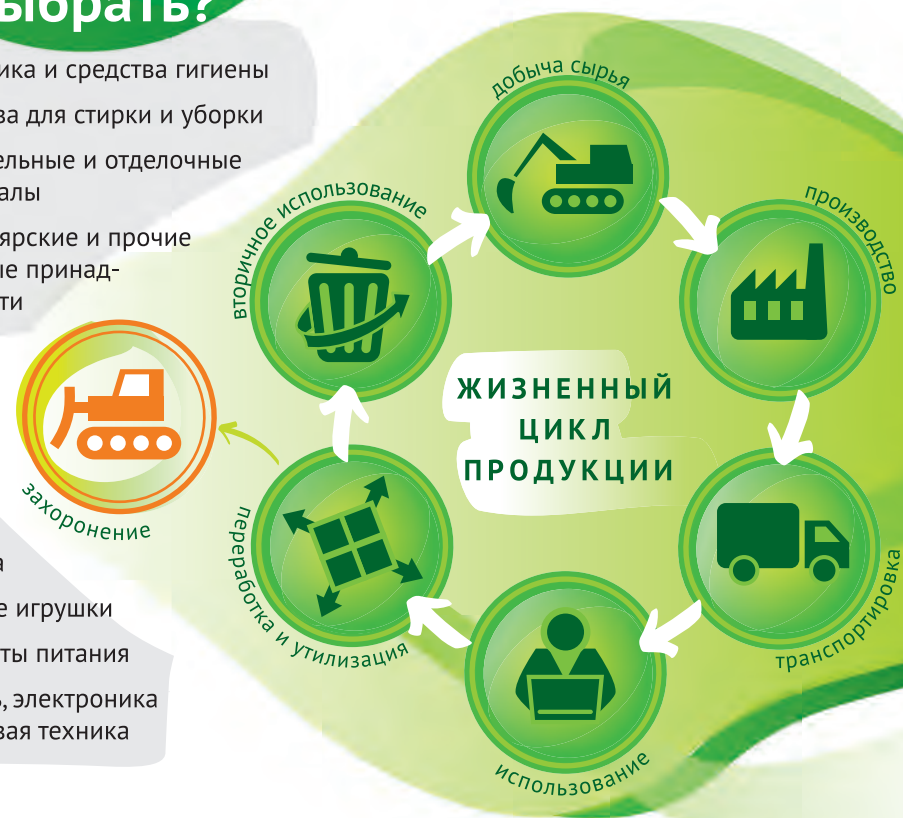 ыбрать?
ика и средства гигиены
ва для стирки и уборки
ельные и отделочные
алы
ярские и прочие
ые принад-
ти
добыча сырья
производство
транспортировка
использование
переработка и утилизация
вторичное использование
захоронение
ЖИЗНЕННЫЙ
ЦИКЛ
ПРОДУКЦИИ
а
е игрушки
ты питания
ь, электроника
вая техника